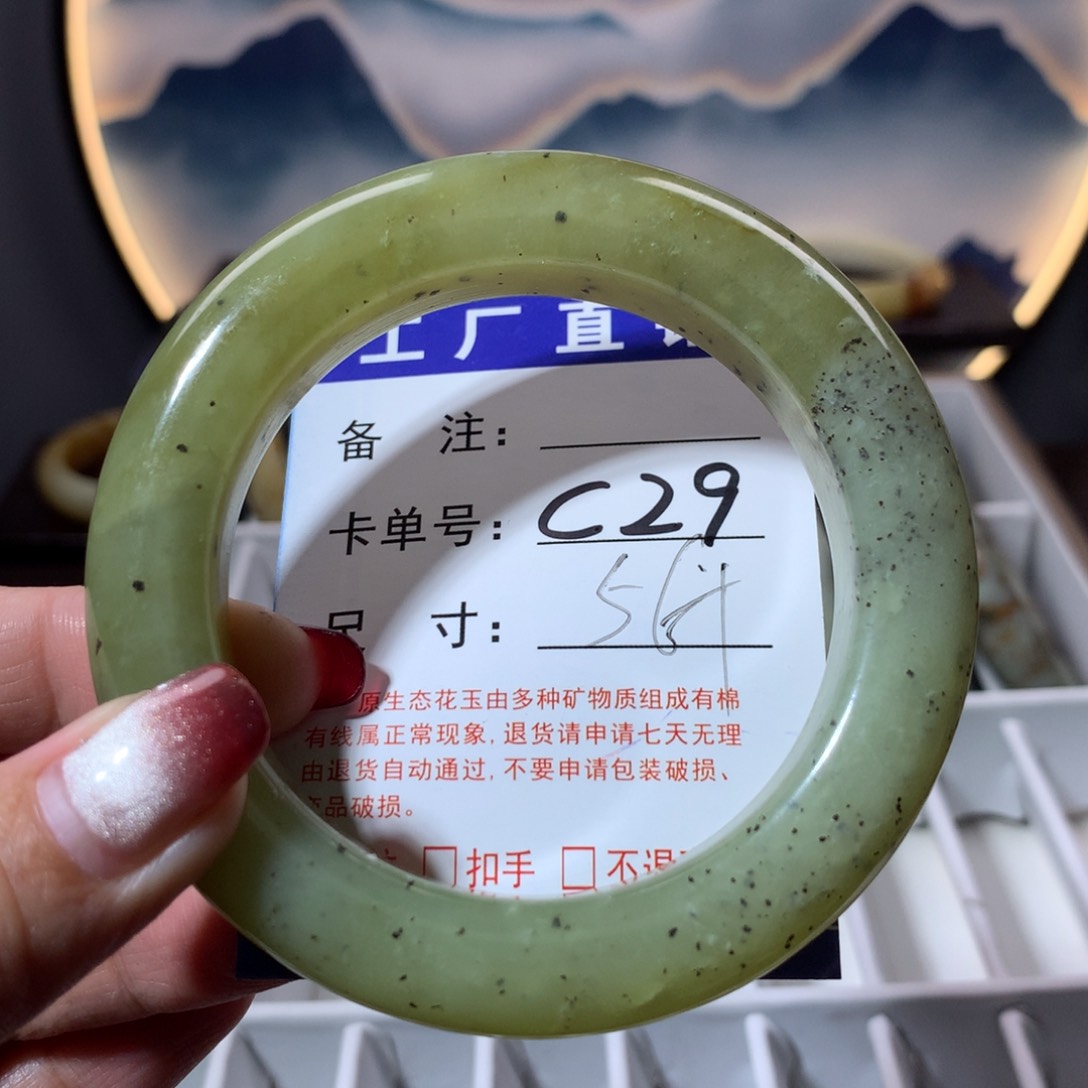 工厂直
备 注：
卡单号：C29
尺 寸：
原生态花玉由多种矿物质组成有棉
有线属正常现象，退货请申请七天无理
由退货自动通过，不要申请包装破损、
产品破损。
扣手 不退